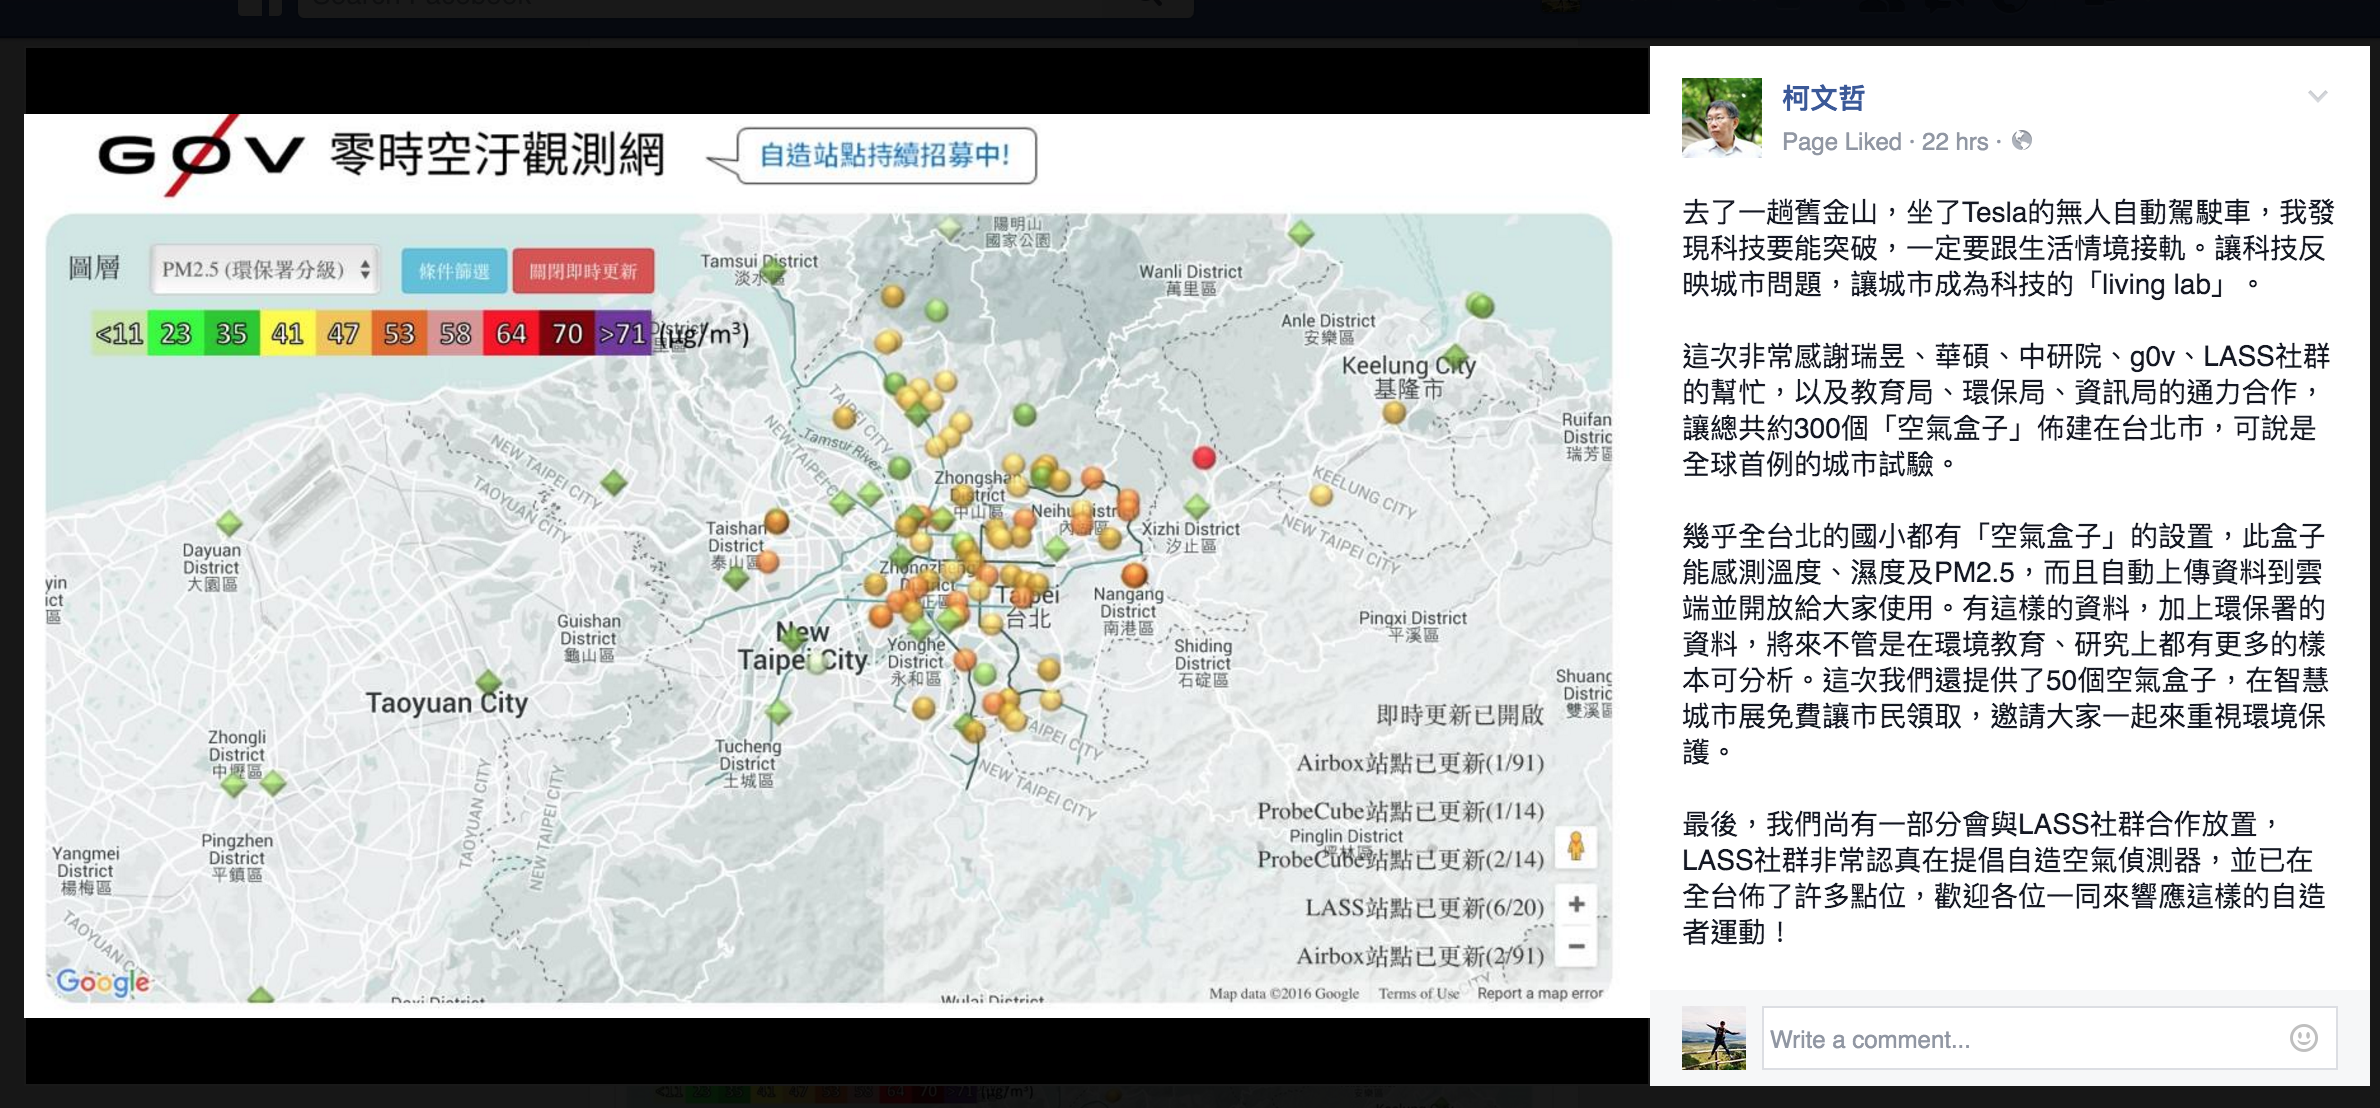 Search Facebook
GØV 零時空汙觀測網
自造站點持續招募中!
圖層
PM2.5 (環保署分級)
條件篩選
關閉即時更新
<11 23 35 41 47 53 58 64 70 >71 (μg/m³)
陽明山
國家公園
Tamsui District
淡水區
Wanli District
萬里區
Anle District
安樂區
Keelung City
基隆市
Ruifan
Distric
瑞芳區
TAIPEI CITY
NEW TAIPEI CITY
Tamsui River
NEW TAIPEI CITY
TAOYUAN CITY
Zhongshan
District
中山區
KEELUNG CITY
NEW TAIPEI CITY
Taishan
District
泰山區
Neihu District
內湖區
Xizhi District
汐止區
Dayuan
District
大園區
yin
ict
區
Zhongzheng
District
Taipei
台北
Nangang
District
南港區
Pingxi District
平溪區
Guishan
District
龜山區
New
Taipei City
Yonghe
District
永和區
Shiding
District
石碇區
Shuang
Distric
雙溪區
Taoyuan City
Zhongli
District
中壢區
Tucheng
District
土城區
TAIPEI CITY
NEW TAIPEI CITY
TAOYUAN CITY
NEW TAIPEI CITY
Pingzhen
District
平鎮區
Yangmei
District
楊梅區
TAOYUAN CITY
即時更新已開啟
Airbox站點已更新(1/91)
ProbeCube站點已更新(1/14)
Pinglin District
ProbeCube站點已更新(2/14)
LASS站點已更新(6/20)
Airbox站點已更新(2/91)
+
−
Google
Wulai District
Map data ©2016 Google Terms of Use Report a map error
柯文哲
Page Liked · 22 hrs ·
去了一趟舊金山，坐了Tesla的無人自動駕駛車，我發
現科技要能突破，一定要跟生活情境接軌。讓科技反
映城市問題，讓城市成為科技的「living lab」。
這次非常感謝瑞昱、華碩、中研院、g0v、LASS社群
的幫忙，以及教育局、環保局、資訊局的通力合作，
讓總共約300個「空氣盒子」佈建在台北市，可說是
全球首例的城市試驗。
幾乎全台北的國小都有「空氣盒子」的設置，此盒子
能感測溫度、濕度及PM2.5，而且自動上傳資料到雲
端並開放給大家使用。有這樣的資料，加上環保署的
資料，將來不管是在環境教育、研究上都有更多的樣
本可分析。這次我們還提供了50個空氣盒子，在智慧
城市展免費讓市民領取，邀請大家一起來重視環境保
護。
最後，我們尚有一部分會與LASS社群合作放置，
LASS社群非常認真在提倡自造空氣偵測器，並已在
全台佈了許多點位，歡迎各位一同來響應這樣的自造
者運動！
Write a comment...